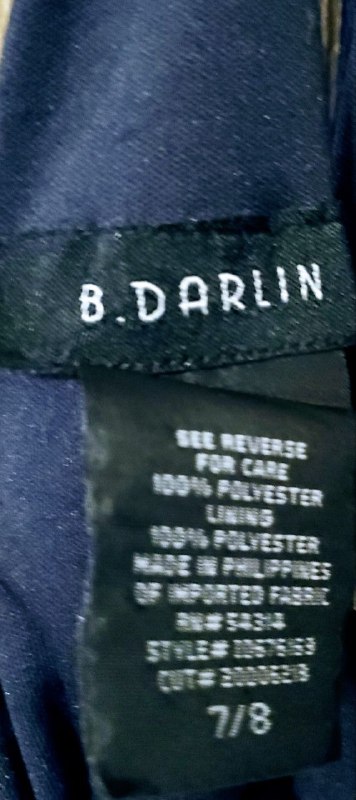 B.DARLIN
SEE REVERSE
FOR CARE
100% POLYESTER
LINING
100% POLYESTER
MADE IN PHILIPPINES
OF IMPORTED FABRIC
RN# 54314
STYLE#
CUT#
7/8